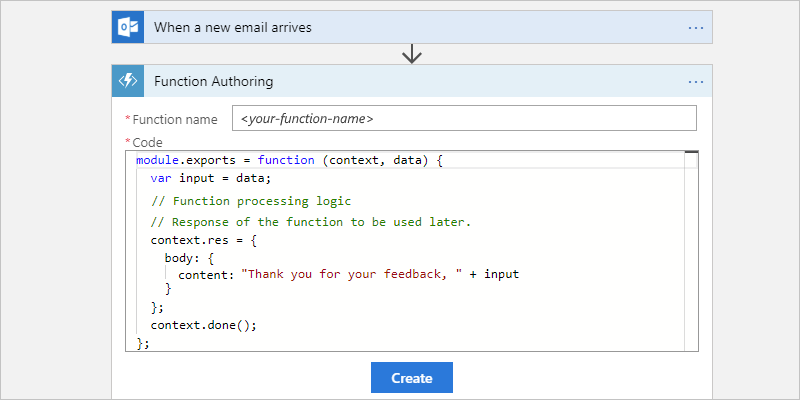 When a new email arrives
Function Authoring
*Function name <your-function-name>
*Code
module.exports = function (context, data) {
  var input = data;
  // Function processing logic
  // Response of the function to be used later.
  context.res = {
    body: {
      content: "Thank you for your feedback, " + input
    }
  };
  context.done();
};
Create